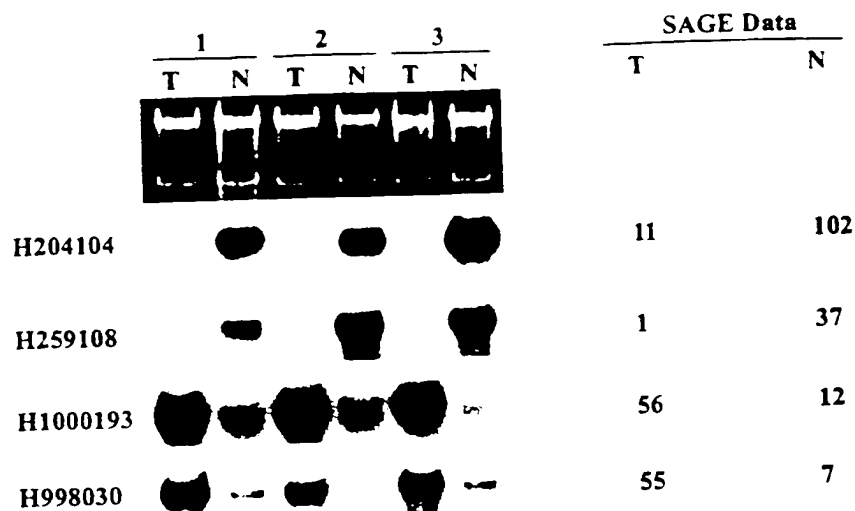 1 2 3 SAGE Data
T N T N T N T N
H204104 11 102
H259108 1 37
H1000193 56 12
H998030 55 7